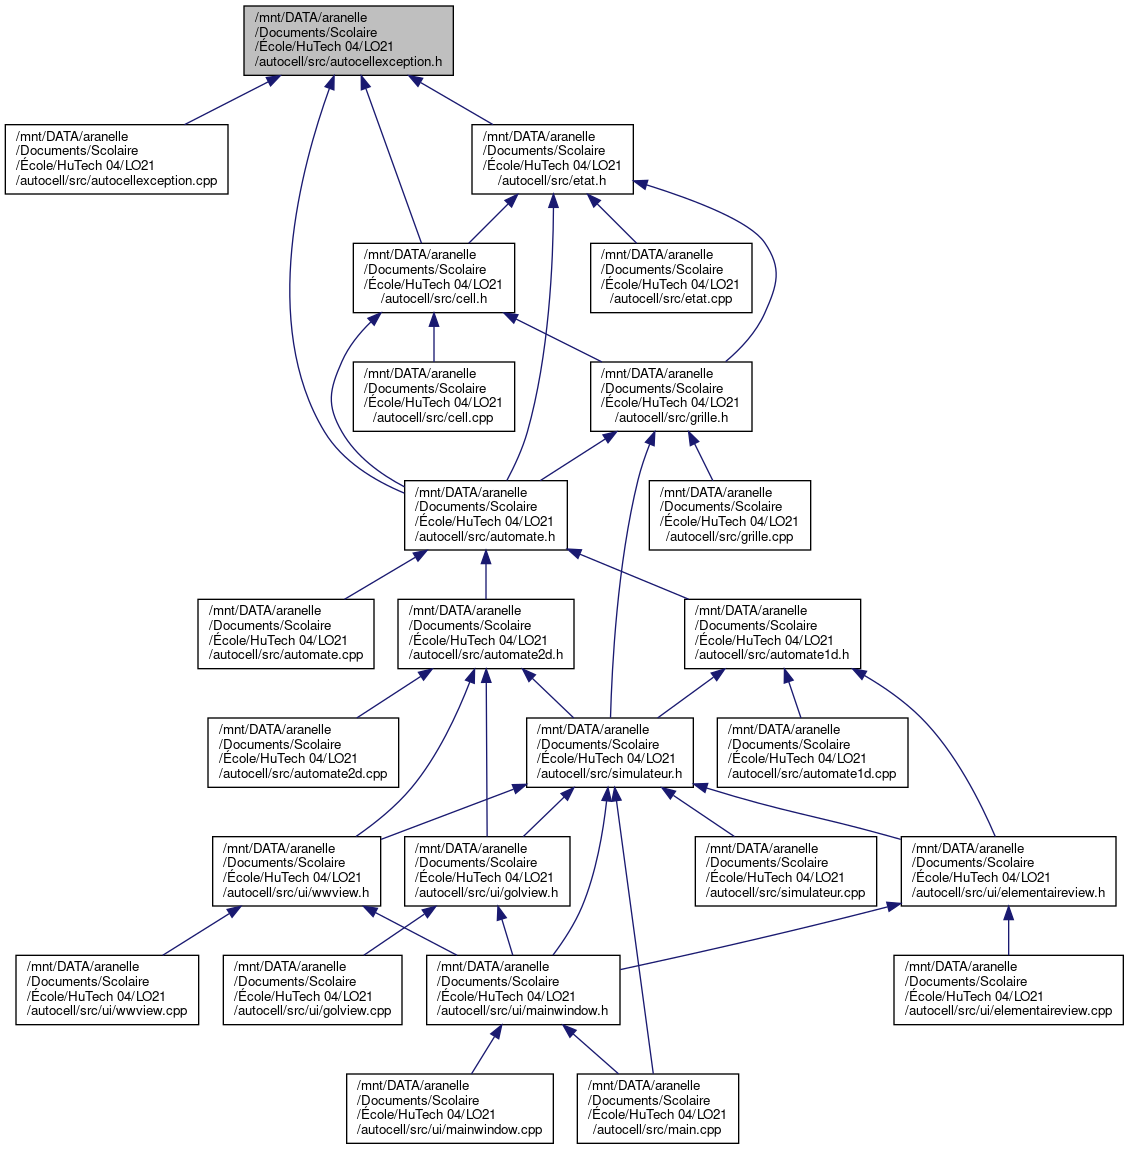 /mnt/DATA/aranelle
/Documents/Scolaire
/École/HuTech 04/LO21
/autocell/src/autocellexception.h
/mnt/DATA/aranelle
/Documents/Scolaire
/École/HuTech 04/LO21
/autocell/src/autocellexception.cpp
/mnt/DATA/aranelle
/Documents/Scolaire
/École/HuTech 04/LO21
/autocell/src/etat.h
/mnt/DATA/aranelle
/Documents/Scolaire
/École/HuTech 04/LO21
/autocell/src/cell.h
/mnt/DATA/aranelle
/Documents/Scolaire
/École/HuTech 04/LO21
/autocell/src/etat.cpp
/mnt/DATA/aranelle
/Documents/Scolaire
/École/HuTech 04/LO21
/autocell/src/cell.cpp
/mnt/DATA/aranelle
/Documents/Scolaire
/École/HuTech 04/LO21
/autocell/src/grille.h
/mnt/DATA/aranelle
/Documents/Scolaire
/École/HuTech 04/LO21
/autocell/src/automate.h
/mnt/DATA/aranelle
/Documents/Scolaire
/École/HuTech 04/LO21
/autocell/src/grille.cpp
/mnt/DATA/aranelle
/Documents/Scolaire
/École/HuTech 04/LO21
/autocell/src/automate.cpp
/mnt/DATA/aranelle
/Documents/Scolaire
/École/HuTech 04/LO21
/autocell/src/automate2d.h
/mnt/DATA/aranelle
/Documents/Scolaire
/École/HuTech 04/LO21
/autocell/src/automate1d.h
/mnt/DATA/aranelle
/Documents/Scolaire
/École/HuTech 04/LO21
/autocell/src/automate2d.cpp
/mnt/DATA/aranelle
/Documents/Scolaire
/École/HuTech 04/LO21
/autocell/src/simulateur.h
/mnt/DATA/aranelle
/Documents/Scolaire
/École/HuTech 04/LO21
/autocell/src/automate1d.cpp
/mnt/DATA/aranelle
/Documents/Scolaire
/École/HuTech 04/LO21
/autocell/src/ui/wwview.h
/mnt/DATA/aranelle
/Documents/Scolaire
/École/HuTech 04/LO21
/autocell/src/ui/golview.h
/mnt/DATA/aranelle
/Documents/Scolaire
/École/HuTech 04/LO21
/autocell/src/simulateur.cpp
/mnt/DATA/aranelle
/Documents/Scolaire
/École/HuTech 04/LO21
/autocell/src/ui/elementaireview.h
/mnt/DATA/aranelle
/Documents/Scolaire
/École/HuTech 04/LO21
/autocell/src/ui/wwview.cpp
/mnt/DATA/aranelle
/Documents/Scolaire
/École/HuTech 04/LO21
/autocell/src/ui/golview.cpp
/mnt/DATA/aranelle
/Documents/Scolaire
/École/HuTech 04/LO21
/autocell/src/ui/mainwindow.h
/mnt/DATA/aranelle
/Documents/Scolaire
/École/HuTech 04/LO21
/autocell/src/ui/elementaireview.cpp
/mnt/DATA/aranelle
/Documents/Scolaire
/École/HuTech 04/LO21
/autocell/src/ui/mainwindow.cpp
/mnt/DATA/aranelle
/Documents/Scolaire
/École/HuTech 04/LO21
/autocell/src/main.cpp